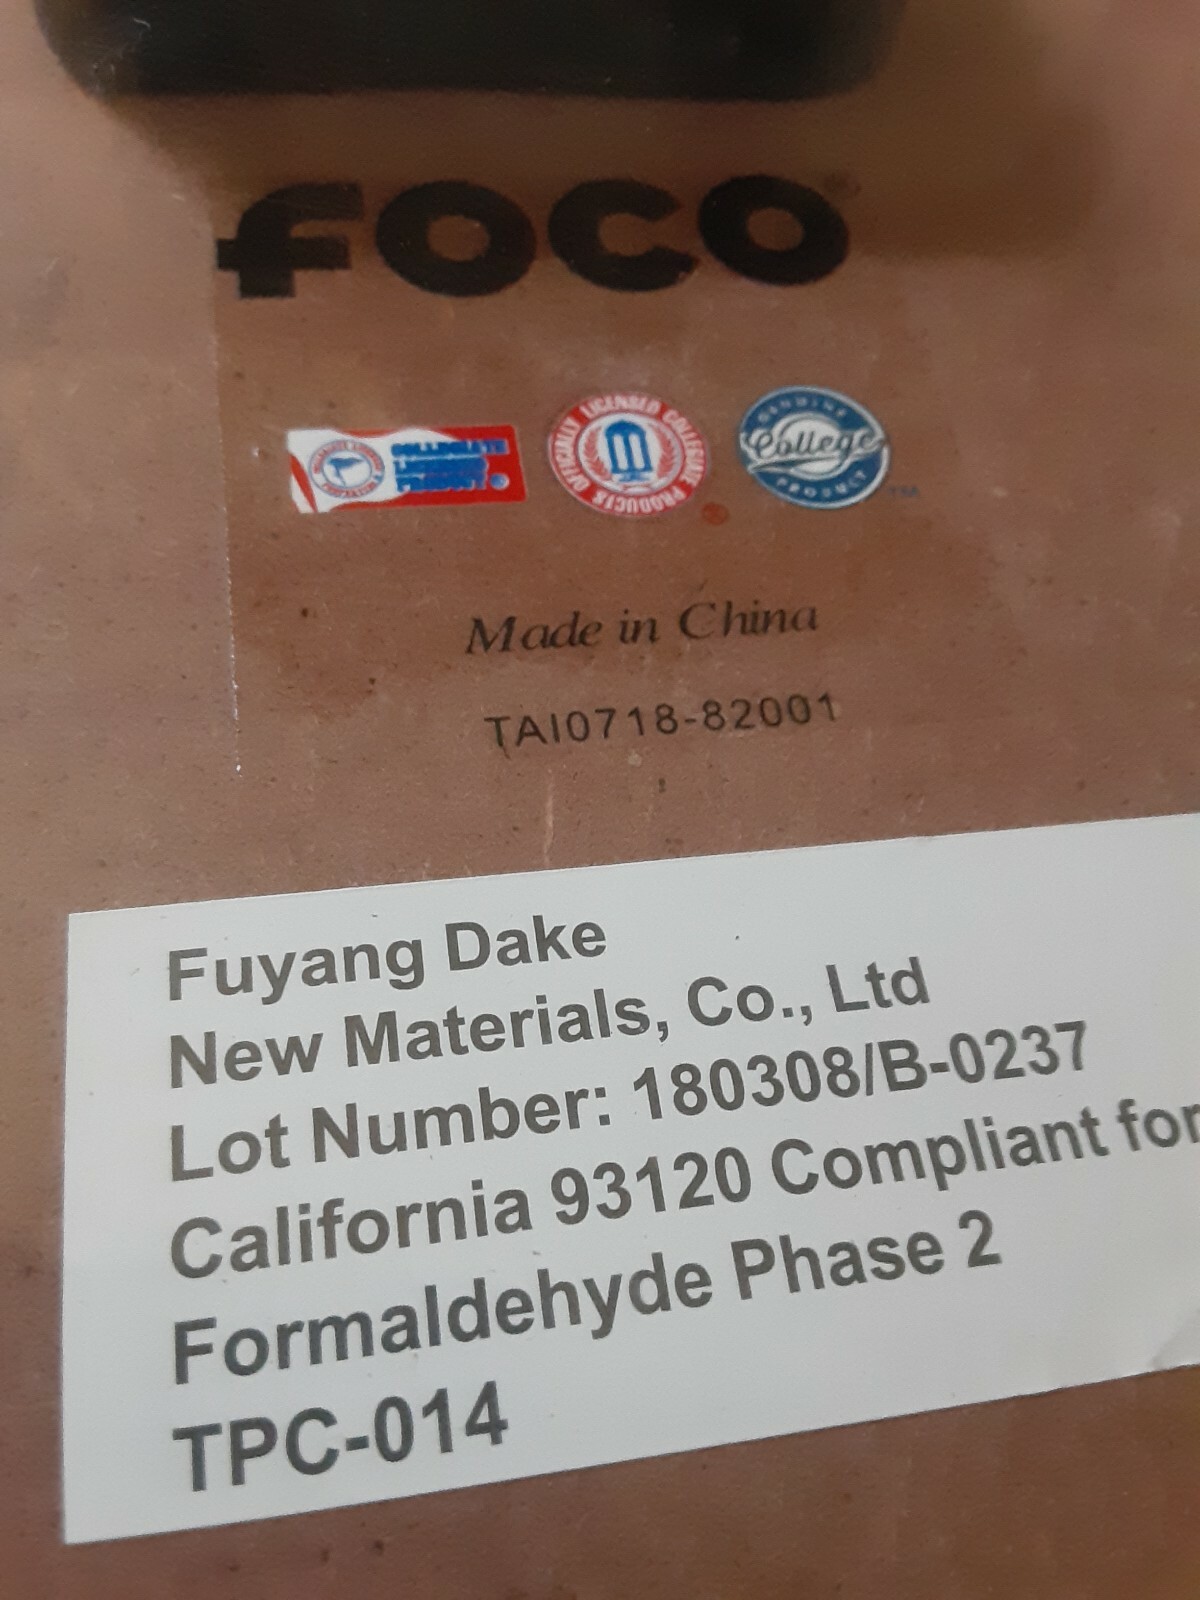 FOCO
COLLEGIATE
LICENSED
PRODUCT
OFFICIALLY LICENSED COLLEGIATE PRODUCTS
GENUINE
College
PRODUCT
TM
Made in China
TAI0718-82001
Fuyang Dake
New Materials, Co., Ltd
Lot Number: 180308/B-0237
California 93120 Compliant for
Formaldehyde Phase 2
TPC-014